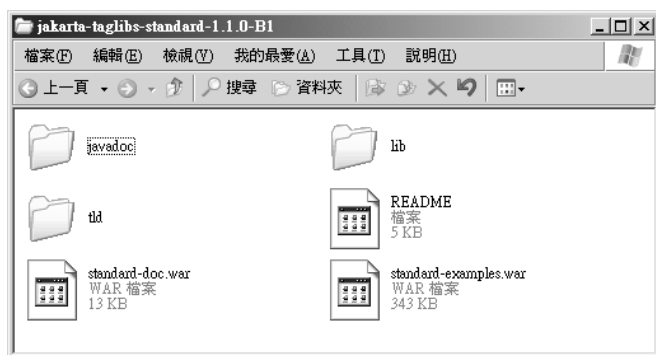 jakarta-taglibs-standard-1.1.0-B1
檔案(F) 編輯(E) 檢視(V) 我的最愛(A) 工具(T) 說明(H)
上一頁 搜尋 資料夾
javadoc lib
tld README
檔案
5 KB
standard-doc.war standard-examples.war
WAR 檔案 WAR 檔案
13 KB 343 KB